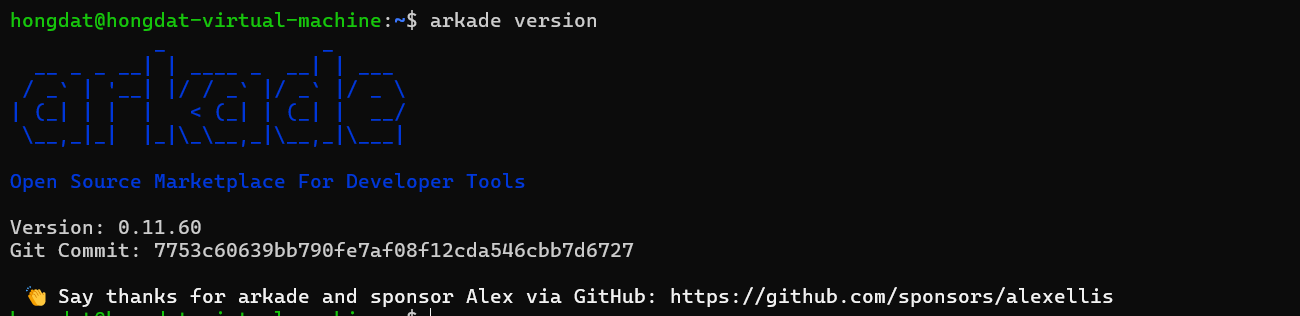 hongdat@hongdat-virtual-machine:~$ arkade version
arkade
Open Source Marketplace For Developer Tools
Version: 0.11.60
Git Commit: 7753c60639bb790fe7af08f12cda546cbb7d6727
👏 Say thanks for arkade and sponsor Alex via GitHub: https://github.com/sponsors/alexellis